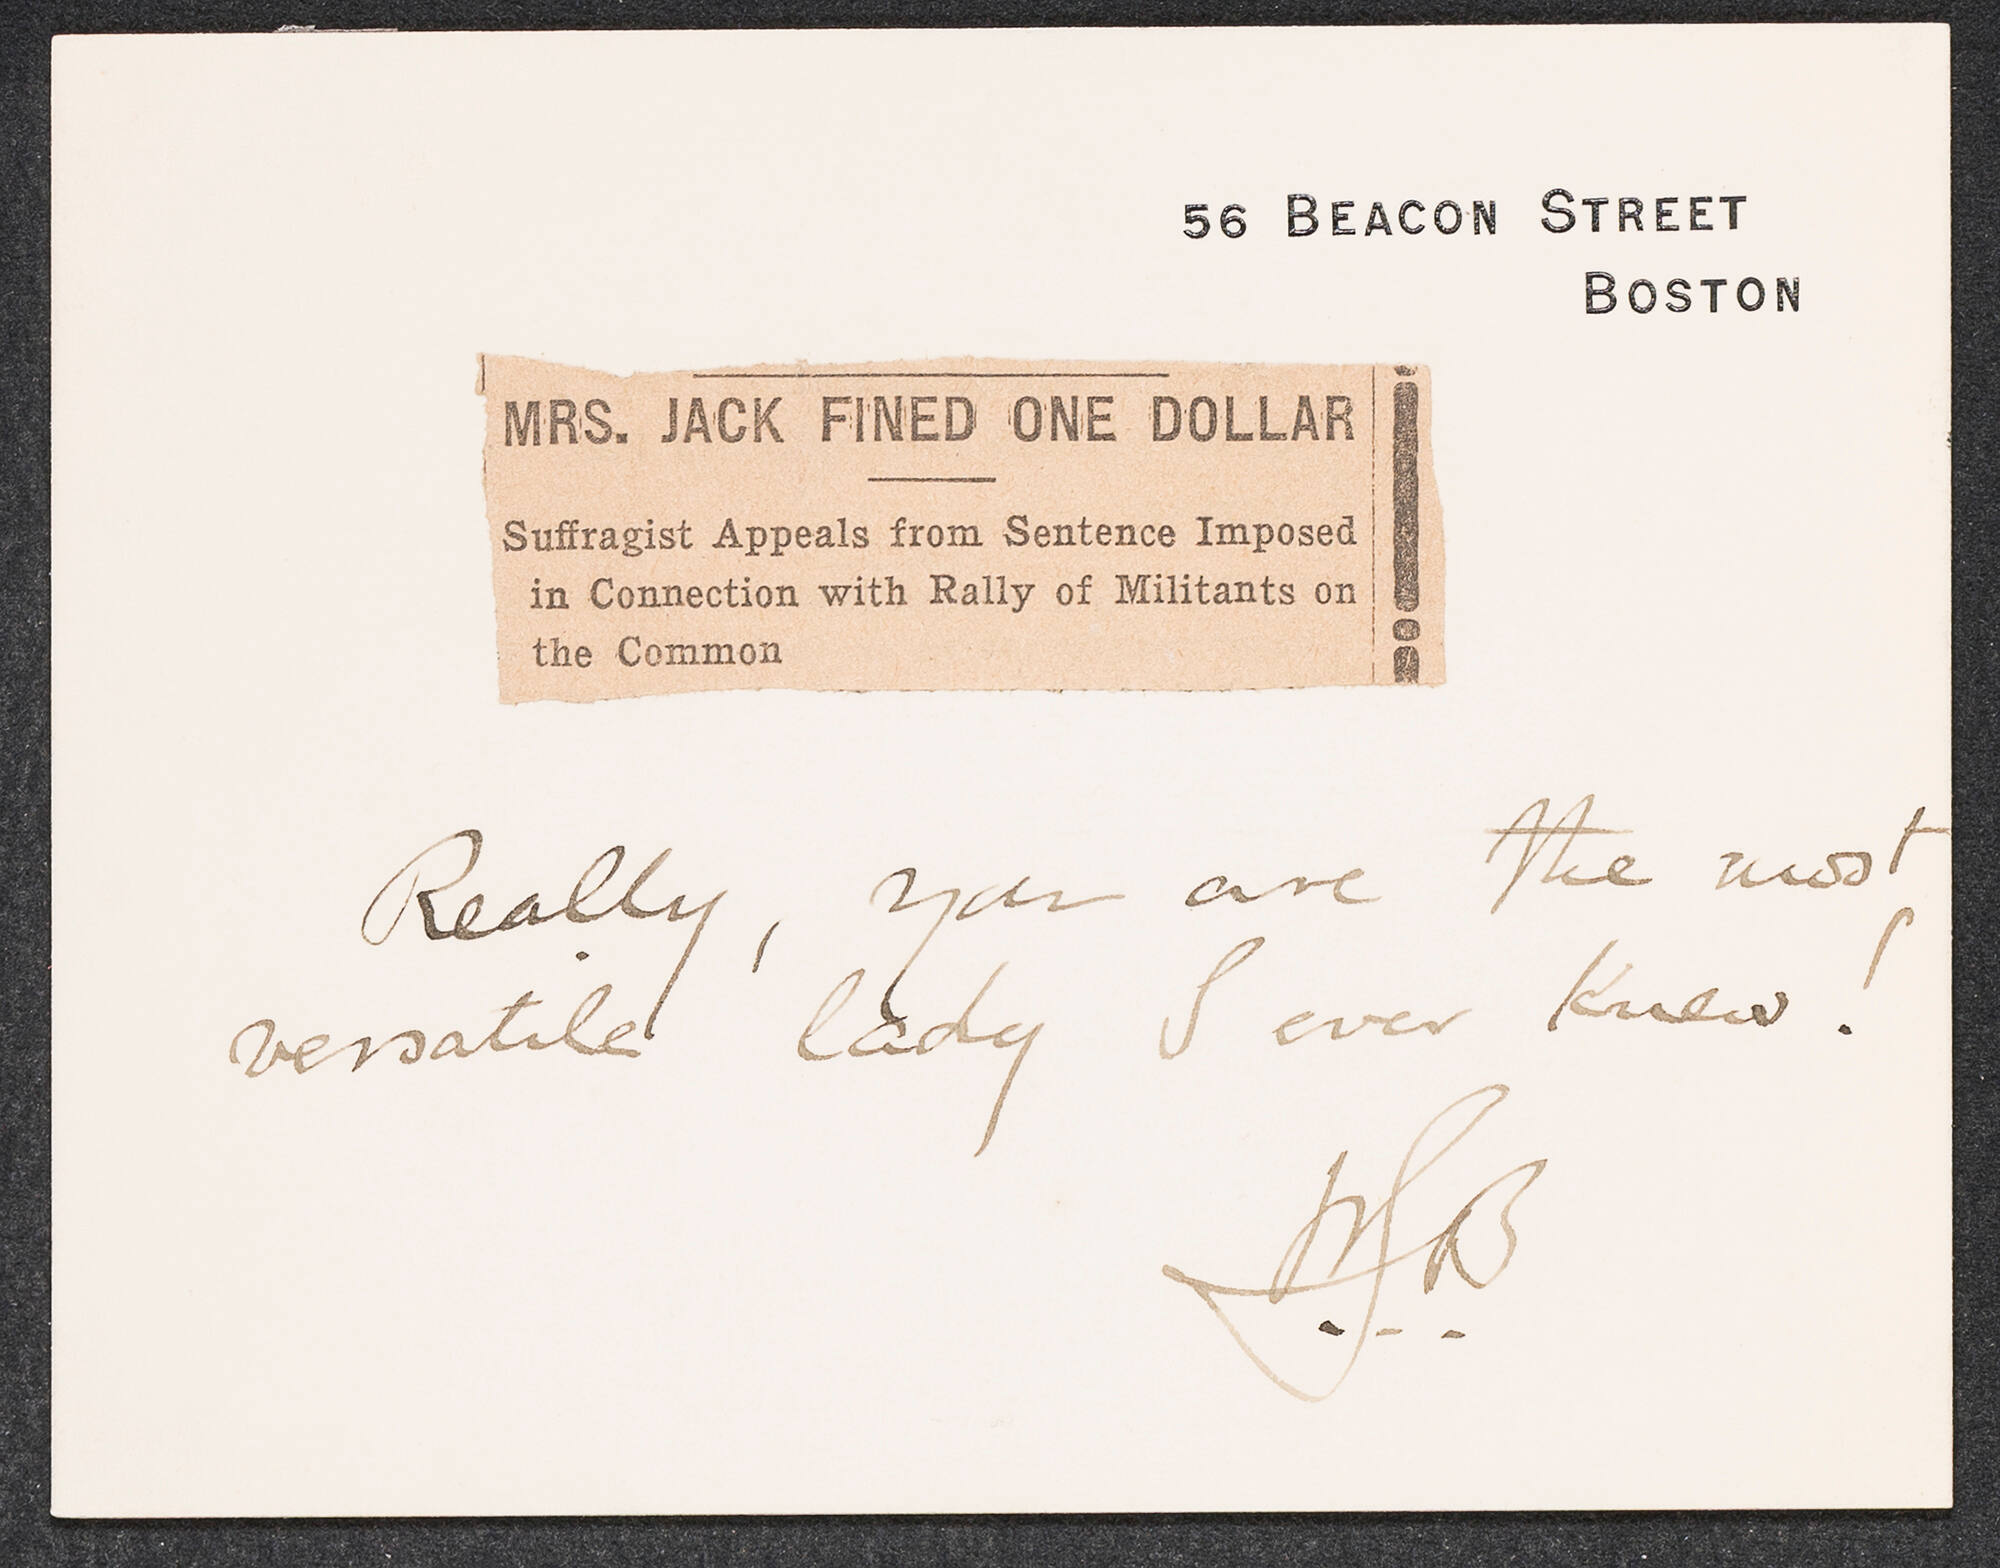 56 BEACON STREET
BOSTON
MRS. JACK FINED ONE DOLLAR
Suffragist Appeals from Sentence Imposed
in Connection with Rally of Militants on
the Common
Really, you are the most
versatile lady I ever knew!